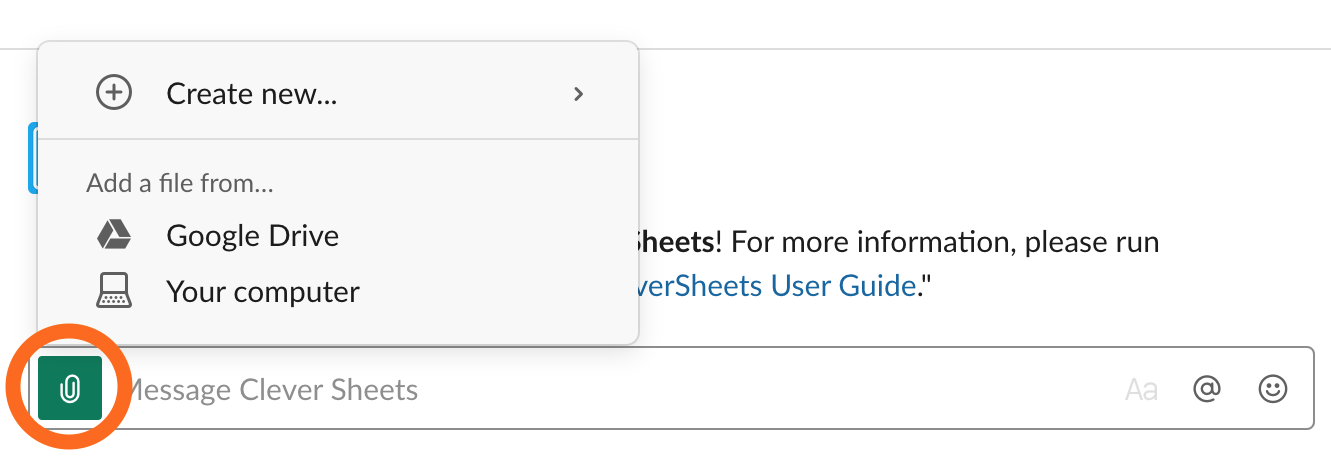 Create new...
Add a file from...
Google Drive
Sheets! For more information, please run
Your computer
verSheets User Guide."
Message Clever Sheets
Aa @